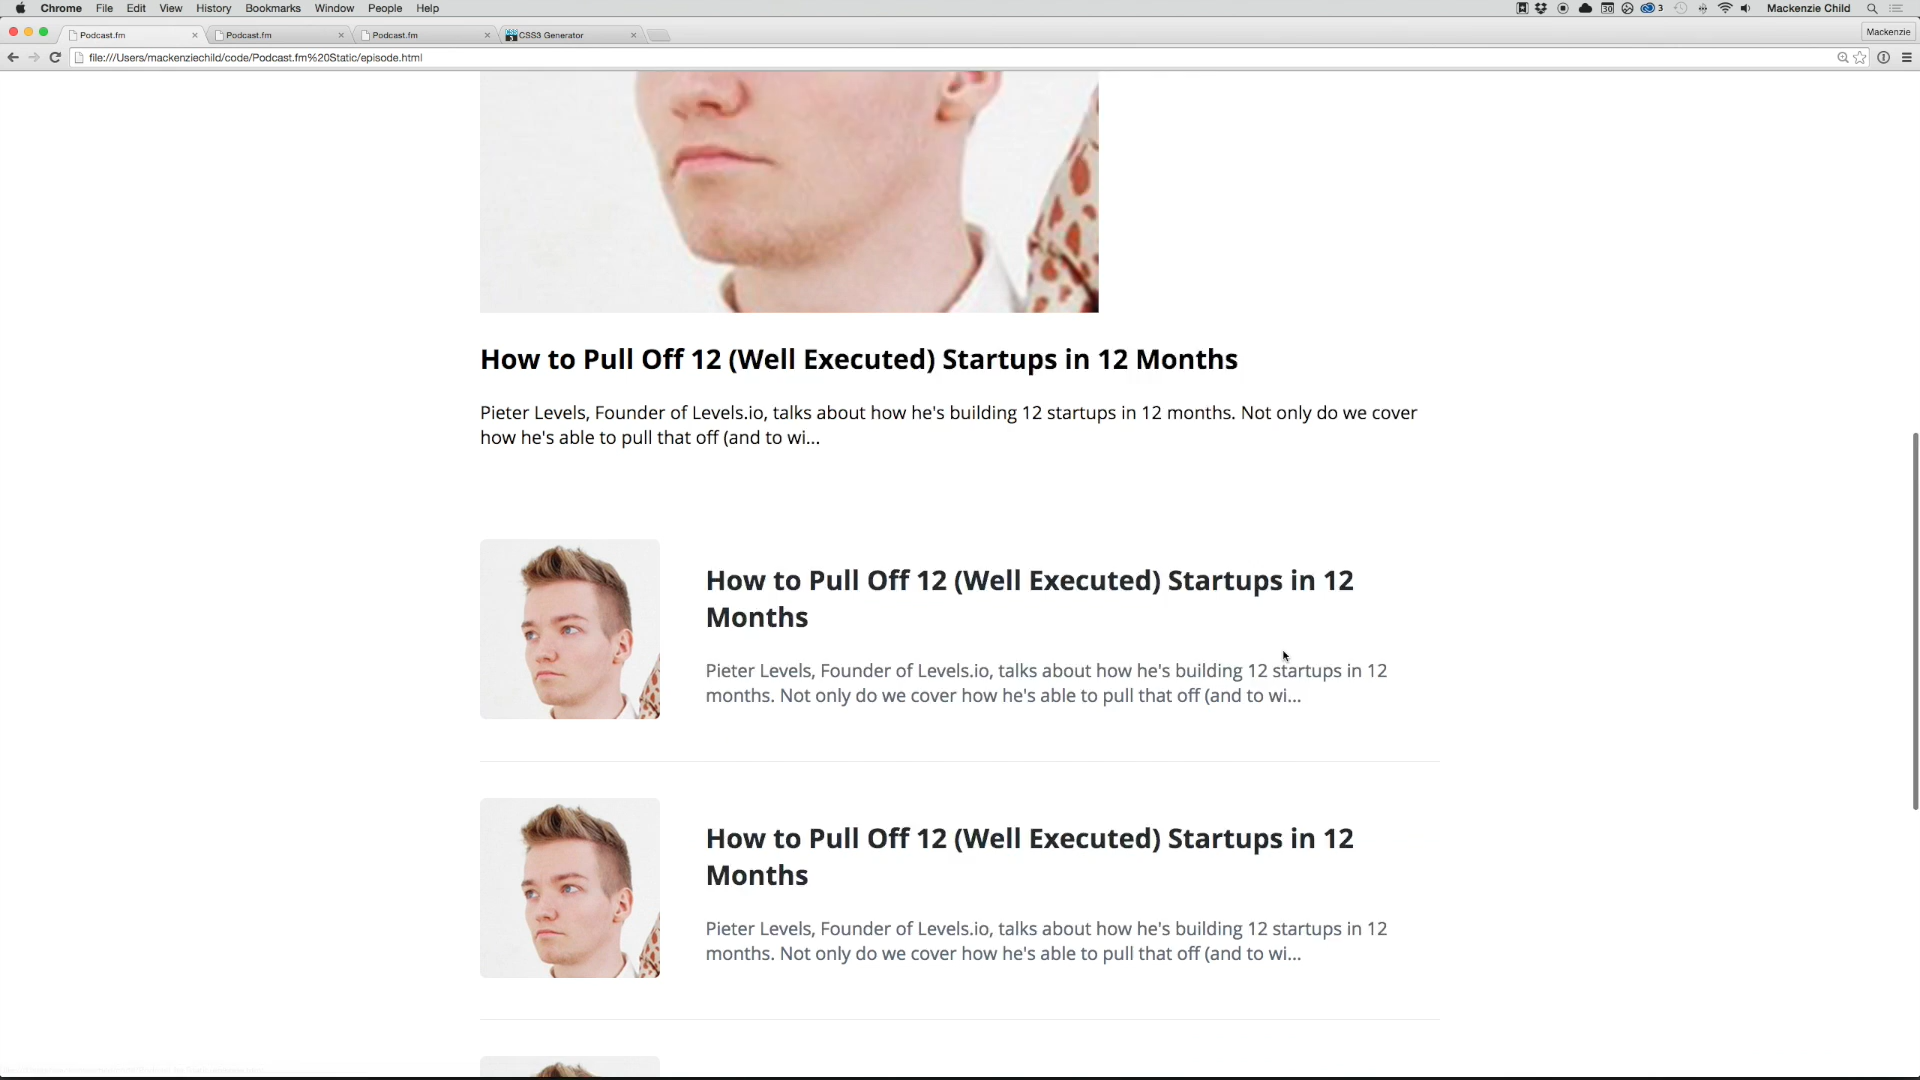 Chrome File Edit View History Bookmarks Window People Help
30
3
Mackenzie Child
Podcast.fm
Podcast.fm
Podcast.fm
CSS3 Generator
Mackenzie
file:///Users/mackenziechild/code/Podcast.fm%20Static/episode.html
How to Pull Off 12 (Well Executed) Startups in 12 Months
Pieter Levels, Founder of Levels.io, talks about how he's building 12 startups in 12 months. Not only do we cover
how he's able to pull that off (and to wi...
How to Pull Off 12 (Well Executed) Startups in 12
Months
Pieter Levels, Founder of Levels.io, talks about how he's building 12 startups in 12
months. Not only do we cover how he's able to pull that off (and to wi...
How to Pull Off 12 (Well Executed) Startups in 12
Months
Pieter Levels, Founder of Levels.io, talks about how he's building 12 startups in 12
months. Not only do we cover how he's able to pull that off (and to wi...